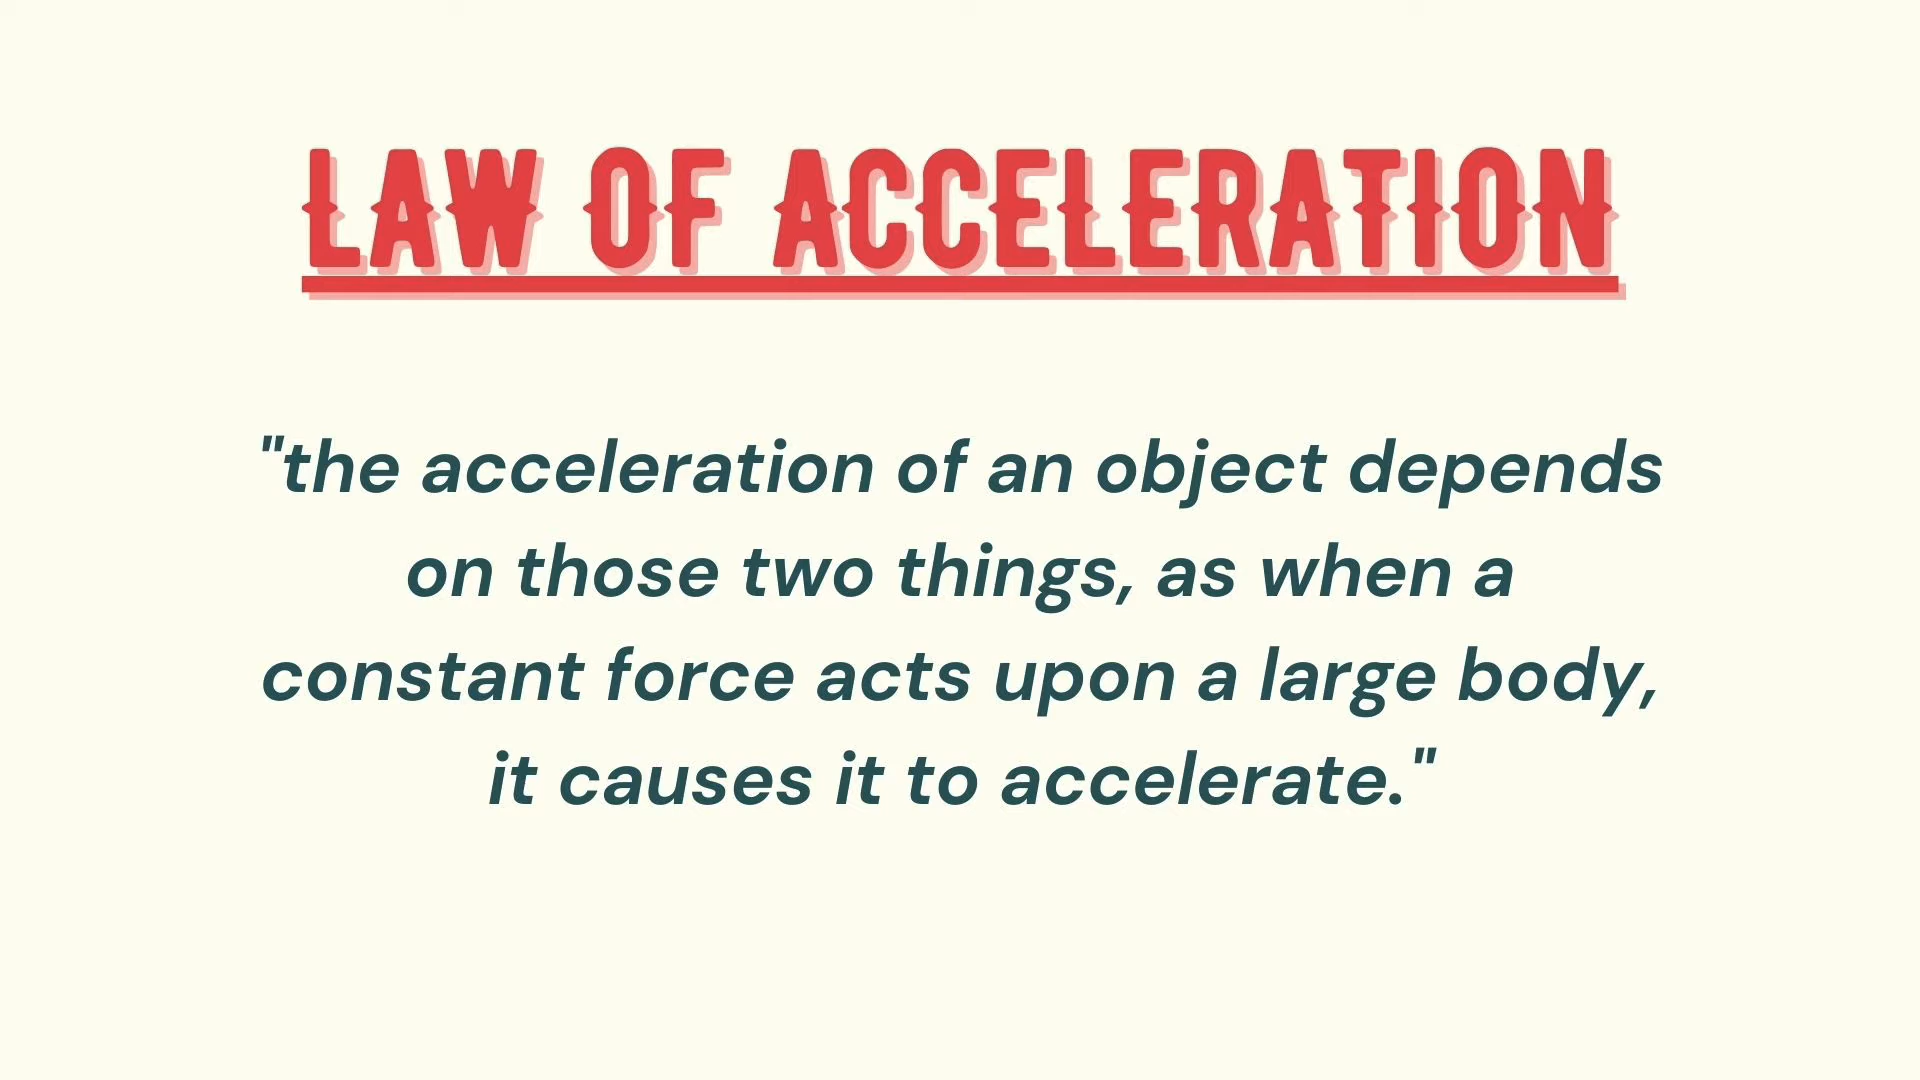 LAW OF ACCELERATION
"the acceleration of an object depends
on those two things, as when a
constant force acts upon a large body,
it causes it to accelerate."